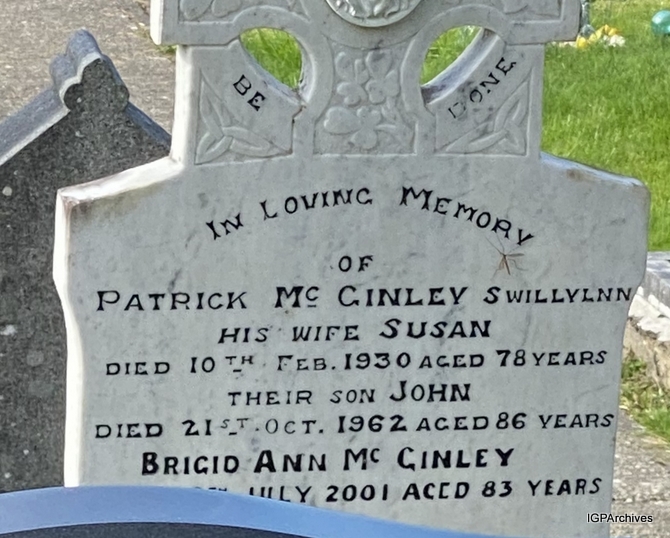 BE DONE
IN LOVING MEMORY
OF
PATRICK Mc GINLEY SWILLYLNN
HIS WIFE SUSAN
DIED 10TH FEB. 1930 AGED 78 YEARS
THEIR SON JOHN
DIED 21ST. OCT. 1962 AGED 86 YEARS
BRIGID ANN Mc GINLEY
JULY 2001 AGED 83 YEARS
IGPArchives